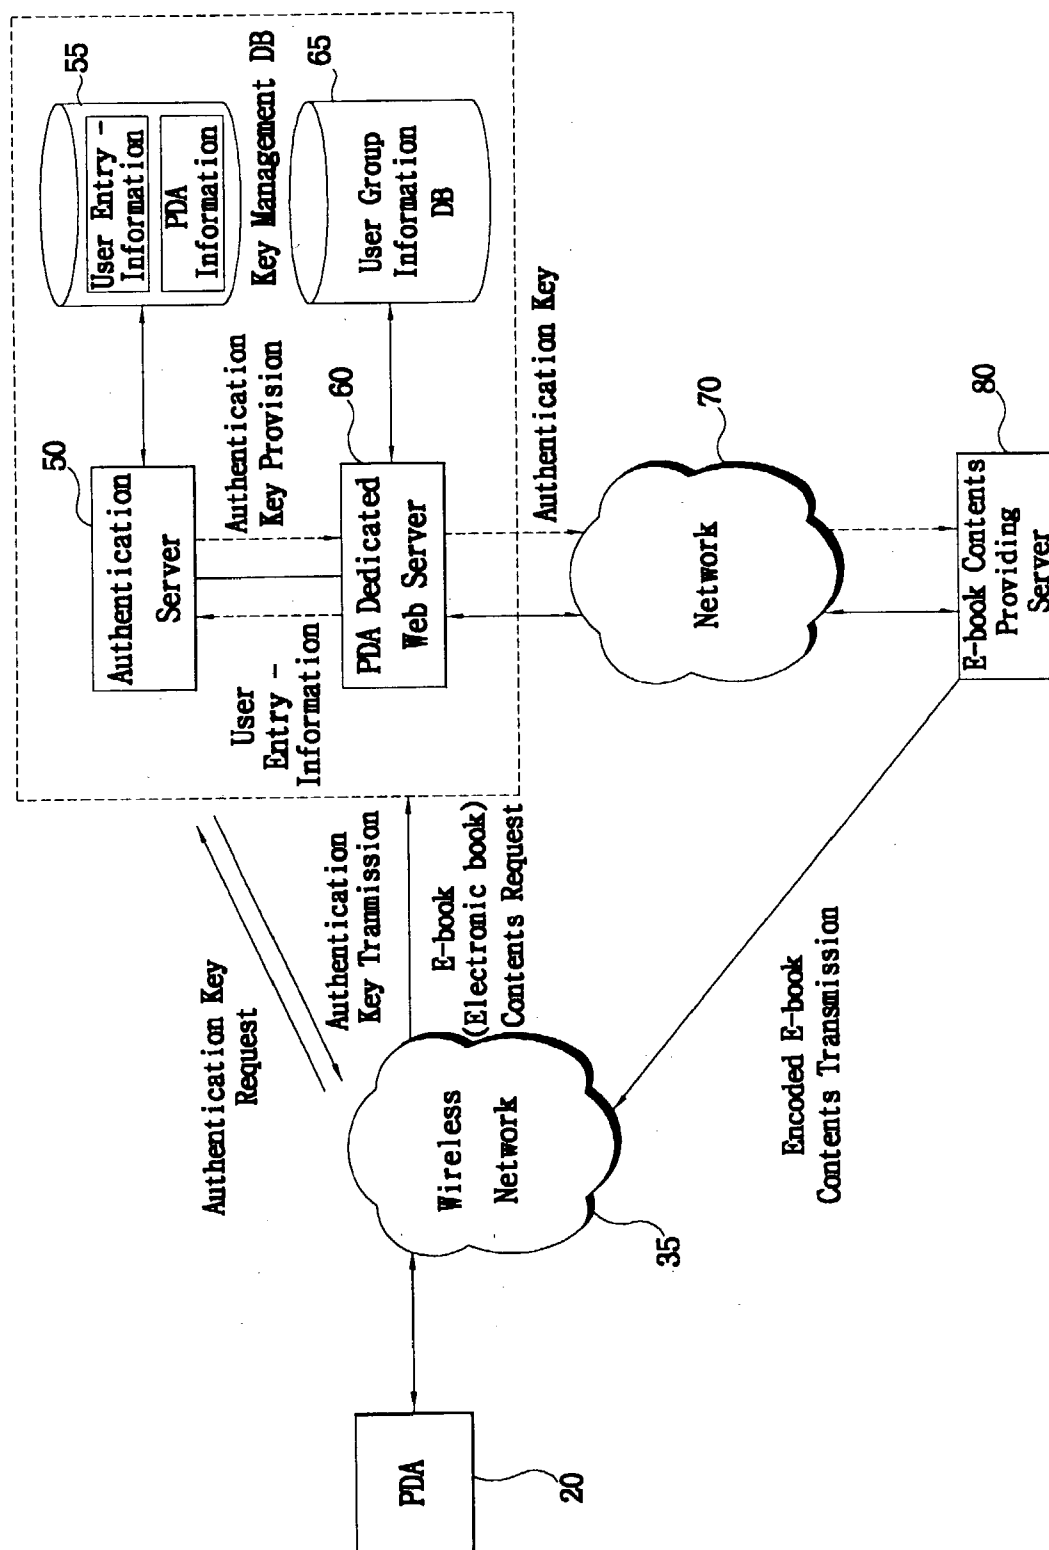 55
User Entry -
Information
PDA
Information
Key Management DB
65
User Group
Information
DB
50
Authentication
Server
Authentication
Key Provision
User
Entry -
Information
60
PDA Dedicated
Web Server
Authentication Key
70
Network
80
E-book Contents
Providing
Server
Authentication Key
Request
Authentication
Key Tranmission
E-book
(Electronic book)
Contents Request
Wireless
Network
35
Encoded E-book
Contents Transmission
PDA
20